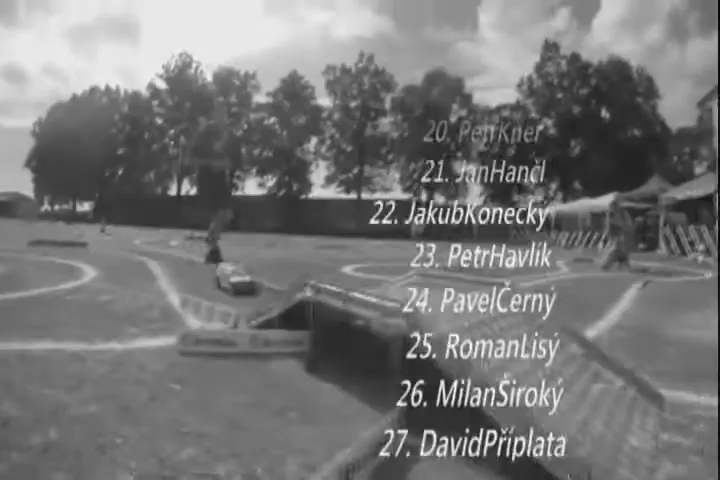 20. PetrKner
21. JanHančl
22. JakubKonecký
23. PetrHavlík
24. PavelČerný
25. RomanLisý
26. MilanŠiroký
27. DavidPříplata